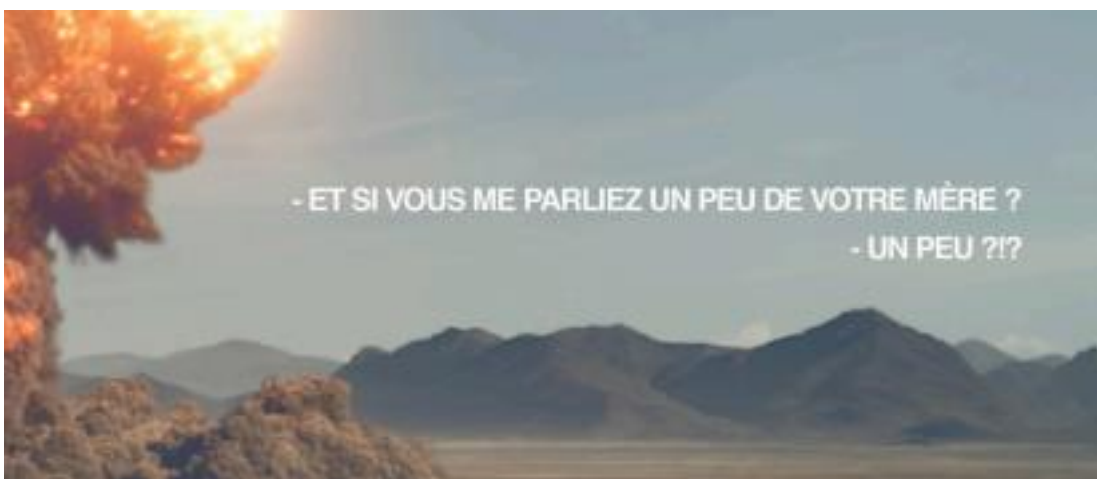 - ET SI VOUS ME PARLIEZ UN PEU DE VOTRE MÈRE ?
- UN PEU ?!?